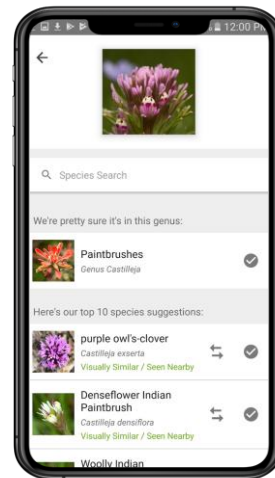 12:00 PM
Species Search
We're pretty sure it's in this genus:
Paintbrushes
Genus Castilleja
Here's our top 10 species suggestions:
purple owl's-clover
Castilleja exserta
Visually Similar / Seen Nearby
Denseflower Indian
Paintbrush
Castilleja densiflora
Visually Similar / Seen Nearby
Woolly Indian